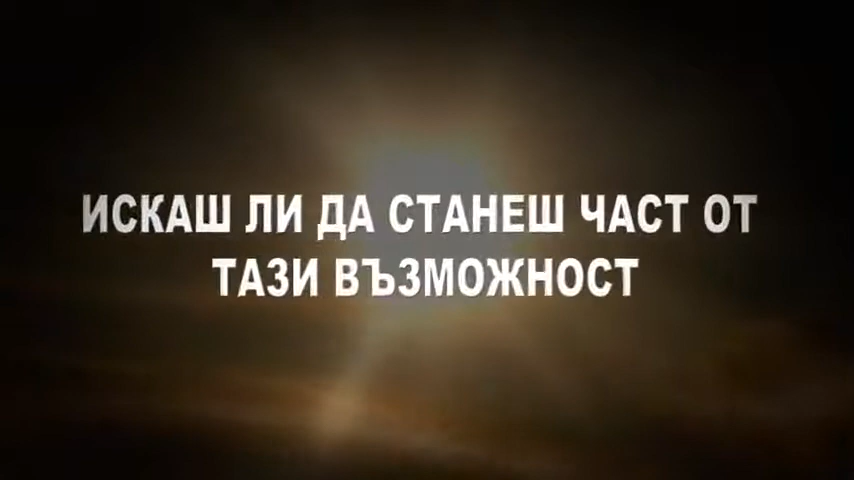 ИСКАШ ЛИ ДА СТАНЕШ ЧАСТ ОТ
ТАЗИ ВЪЗМОЖНОСТ